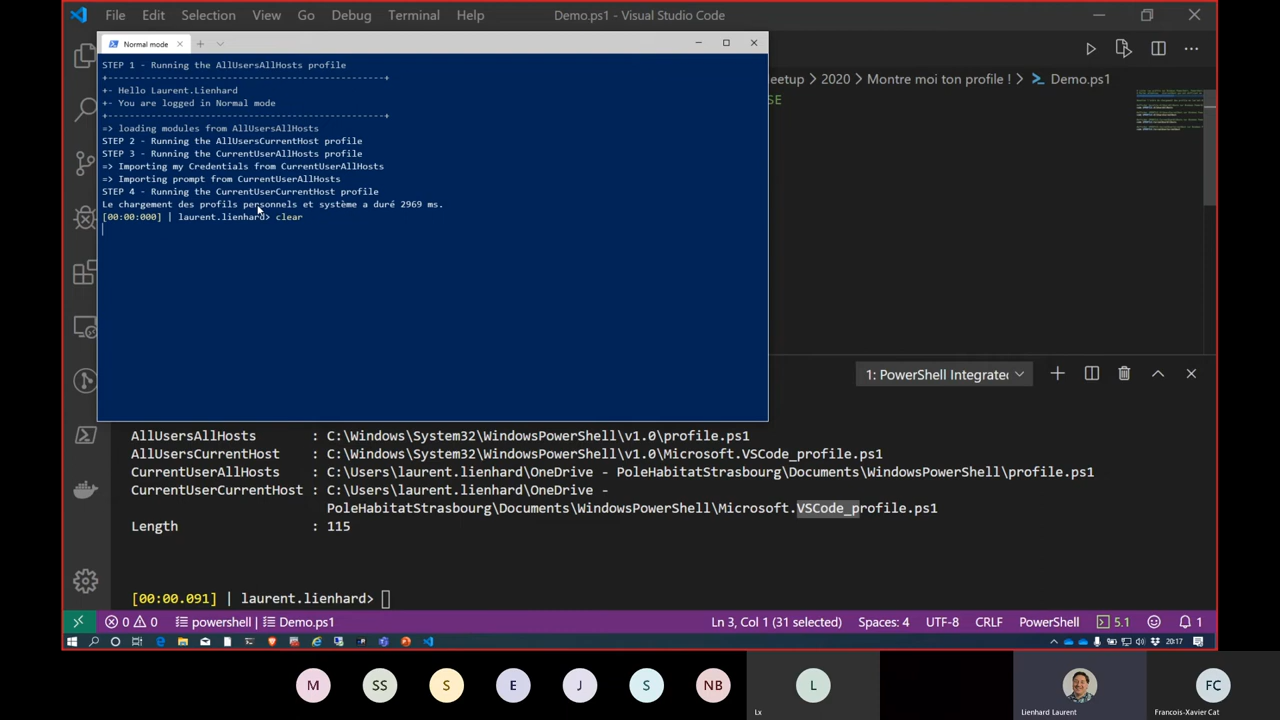 File Edit Selection View Go Debug Terminal Help Demo.ps1 - Visual Studio Code
Normal mode
STEP 1 - Running the AllUsersAllHosts profile
+--------------------------------------------------+
+- Hello Laurent.Lienhard
+- You are logged in Normal mode
+--------------------------------------------------+
=> loading modules from AllUsersAllHosts
STEP 2 - Running the AllUsersCurrentHost profile
STEP 3 - Running the CurrentUserAllHosts profile
=> Importing my Credentials from CurrentUserAllHosts
=> Importing prompt from CurrentUserAllHosts
STEP 4 - Running the CurrentUserCurrentHost profile
Le chargement des profils personnels et système a duré 2969 ms.
[00:00:000] | laurent.lienhard> clear
eetup > 2020 > Montre moi ton profile ! > Demo.ps1
SE
1: PowerShell Integrated
AllUsersAllHosts : C:\Windows\System32\WindowsPowerShell\v1.0\profile.ps1
AllUsersCurrentHost : C:\Windows\System32\WindowsPowerShell\v1.0\Microsoft.VSCode_profile.ps1
CurrentUserAllHosts : C:\Users\laurent.lienhard\OneDrive - PoleHabitatStrasbourg\Documents\WindowsPowerShell\profile.ps1
CurrentUserCurrentHost : C:\Users\laurent.lienhard\OneDrive -
PoleHabitatStrasbourg\Documents\WindowsPowerShell\Microsoft.VSCode_profile.ps1
Length : 115
[00:00.091] | laurent.lienhard>
0 0 powershell | Demo.ps1 Ln 3, Col 1 (31 selected) Spaces: 4 UTF-8 CRLF PowerShell 5.1 1
20:17
M SS S E J S NB L FC
Lx
Lienhard Laurent
Francois-Xavier Cat